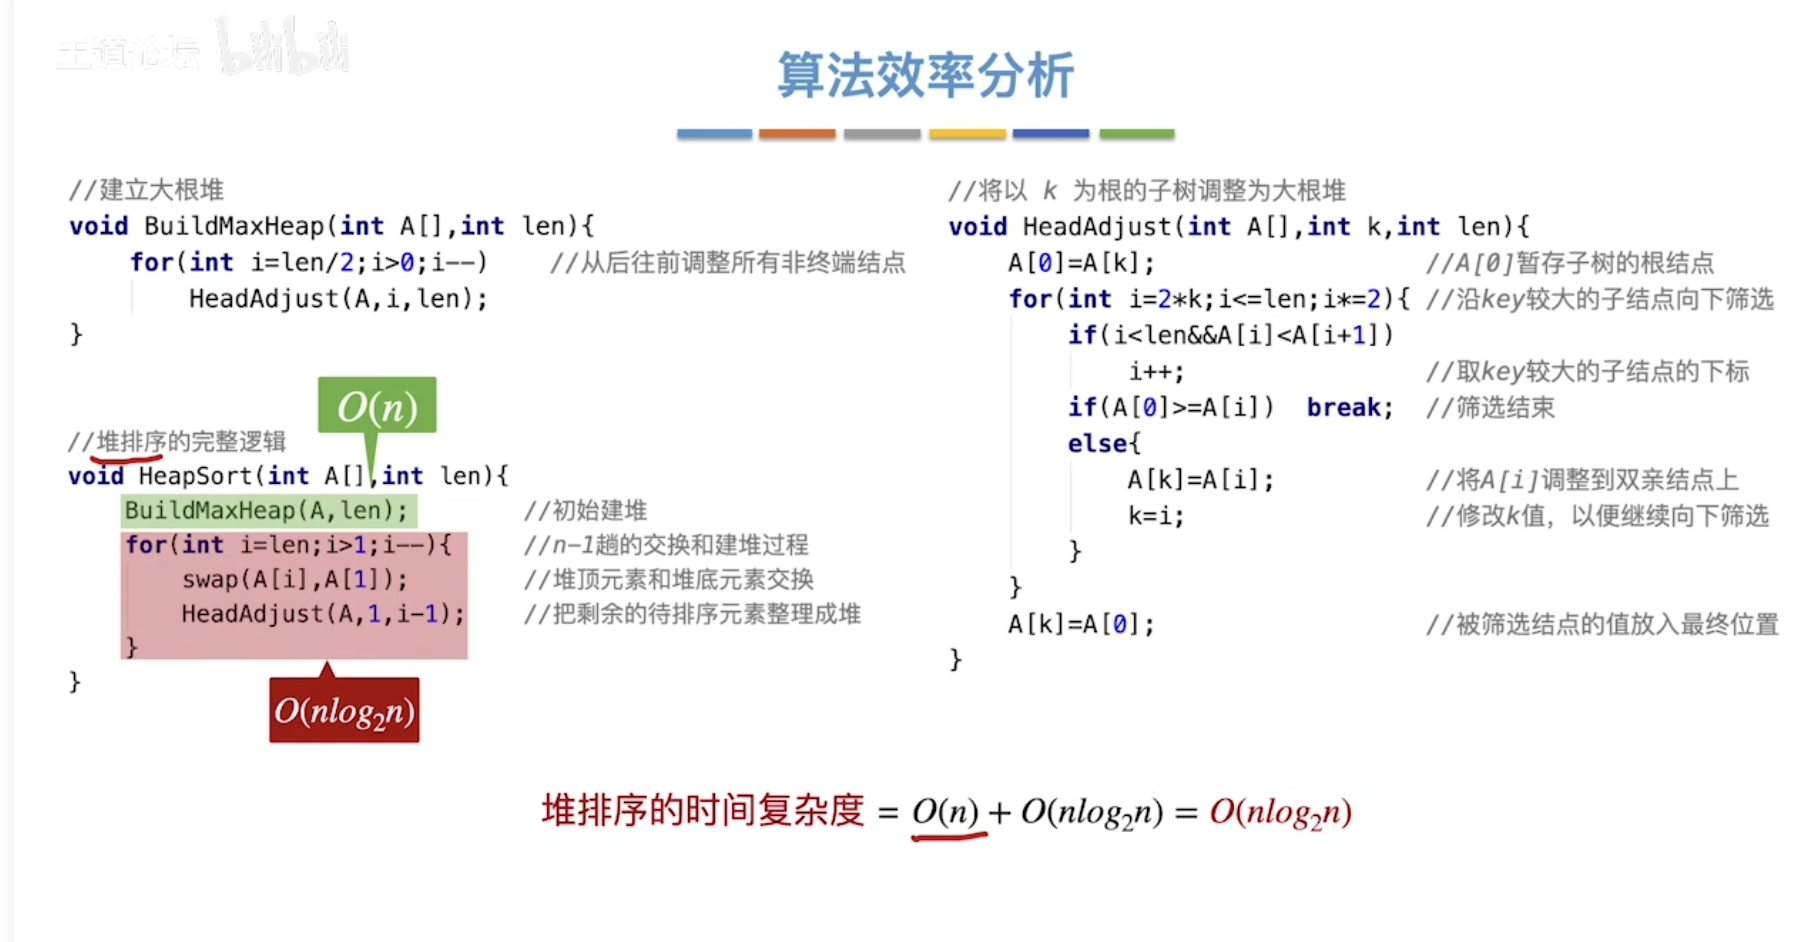 王道论坛 bilibili
算法效率分析
//建立大根堆
void BuildMaxHeap(int A[],int len){
for(int i=len/2;i>0;i--) //从后往前调整所有非终端结点
HeadAdjust(A,i,len);
}
O(n)
//堆排序的完整逻辑
void HeapSort(int A[],int len){
BuildMaxHeap(A,len); //初始建堆
for(int i=len;i>1;i--){ //n-1趟的交换和建堆过程
swap(A[i],A[1]); //堆顶元素和堆底元素交换
HeadAdjust(A,1,i-1); //把剩余的待排序元素整理成堆
}
}
O(nlog₂n)
//将以 k 为根的子树调整为大根堆
void HeadAdjust(int A[],int k,int len){
A[0]=A[k]; //A[0]暂存子树的根结点
for(int i=2*k;i<=len;i*=2){ //沿key较大的子结点向下筛选
if(i<len&&A[i]<A[i+1])
i++; //取key较大的子结点的下标
if(A[0]>=A[i]) break; //筛选结束
else{
A[k]=A[i]; //将A[i]调整到双亲结点上
k=i; //修改k值，以便继续向下筛选
}
}
A[k]=A[0]; //被筛选结点的值放入最终位置
}
堆排序的时间复杂度 = O(n) + O(nlog₂n) = O(nlog₂n)